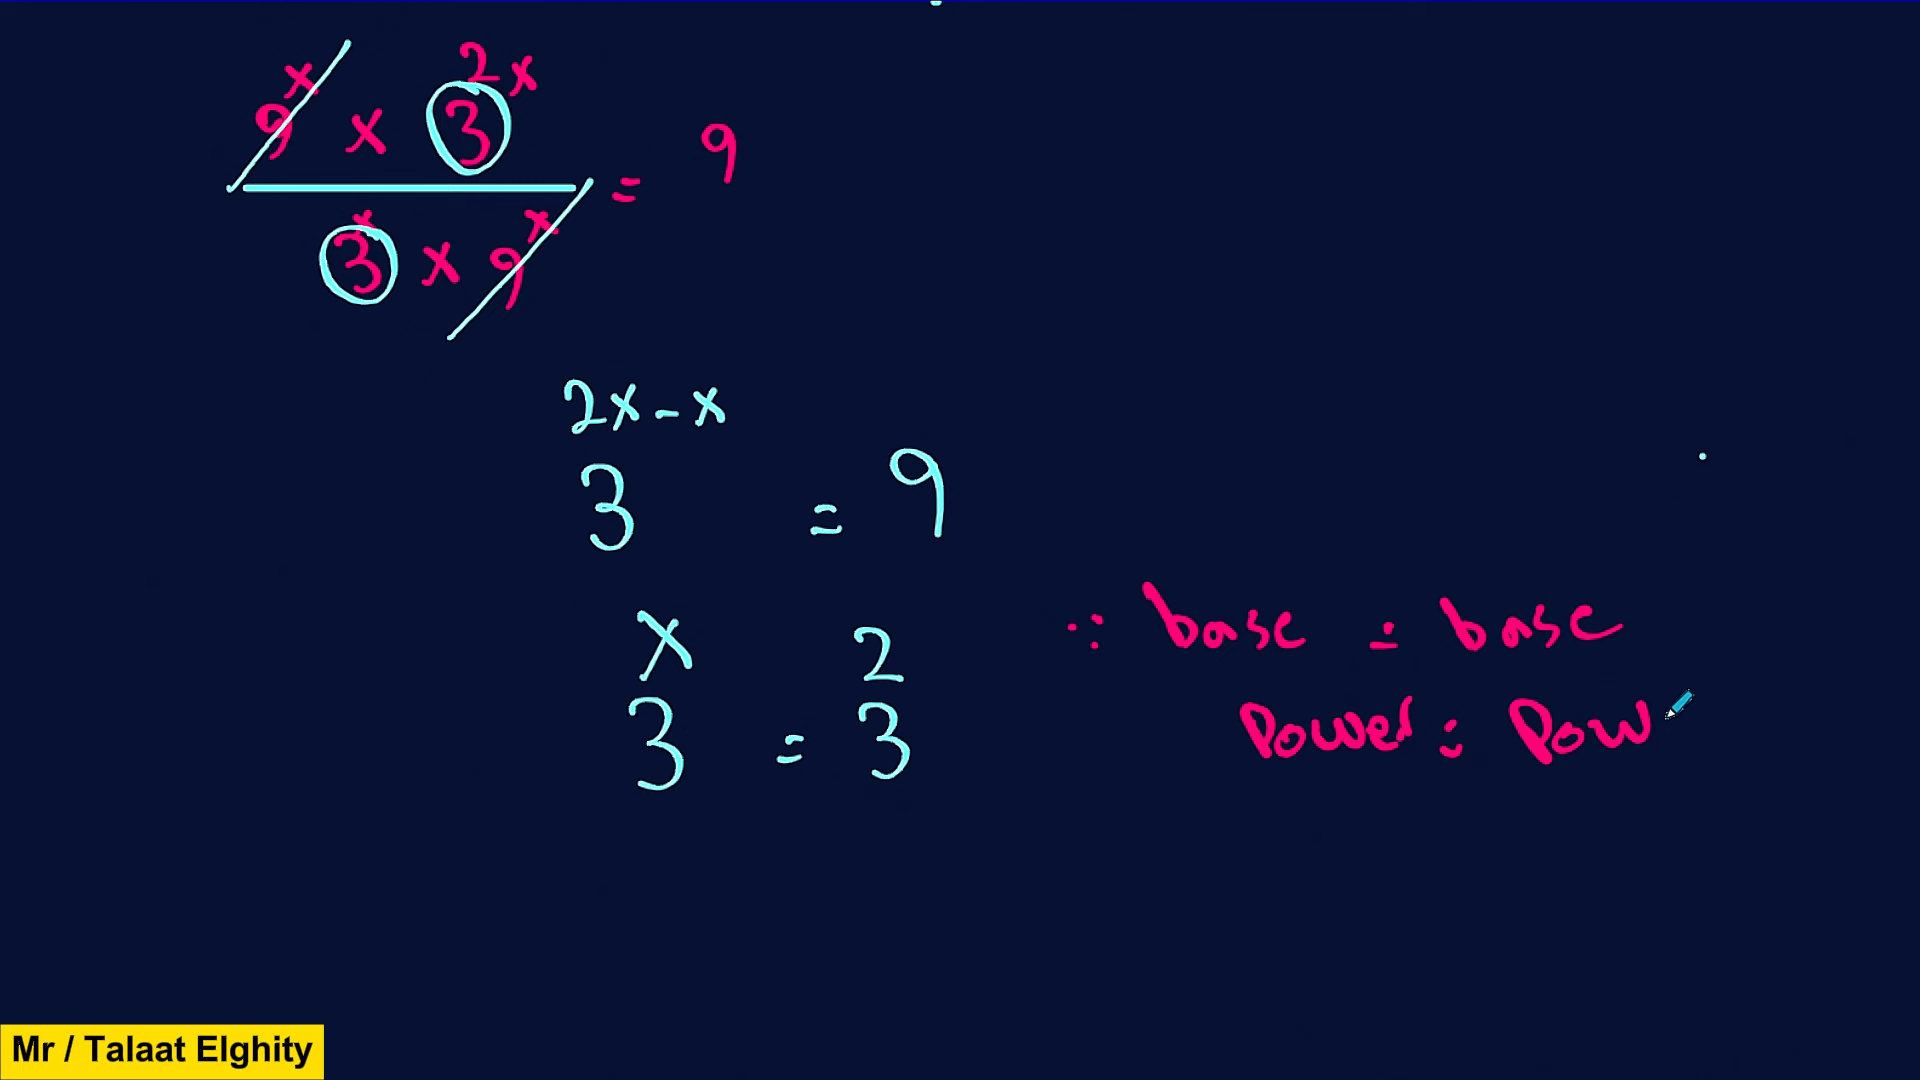 9^x × 3^2x
= 9
3^x × 9^x
3^2x-x = 9
3^x = 3^2
∵ base = base
Power = Pow
Mr / Talaat Elghity